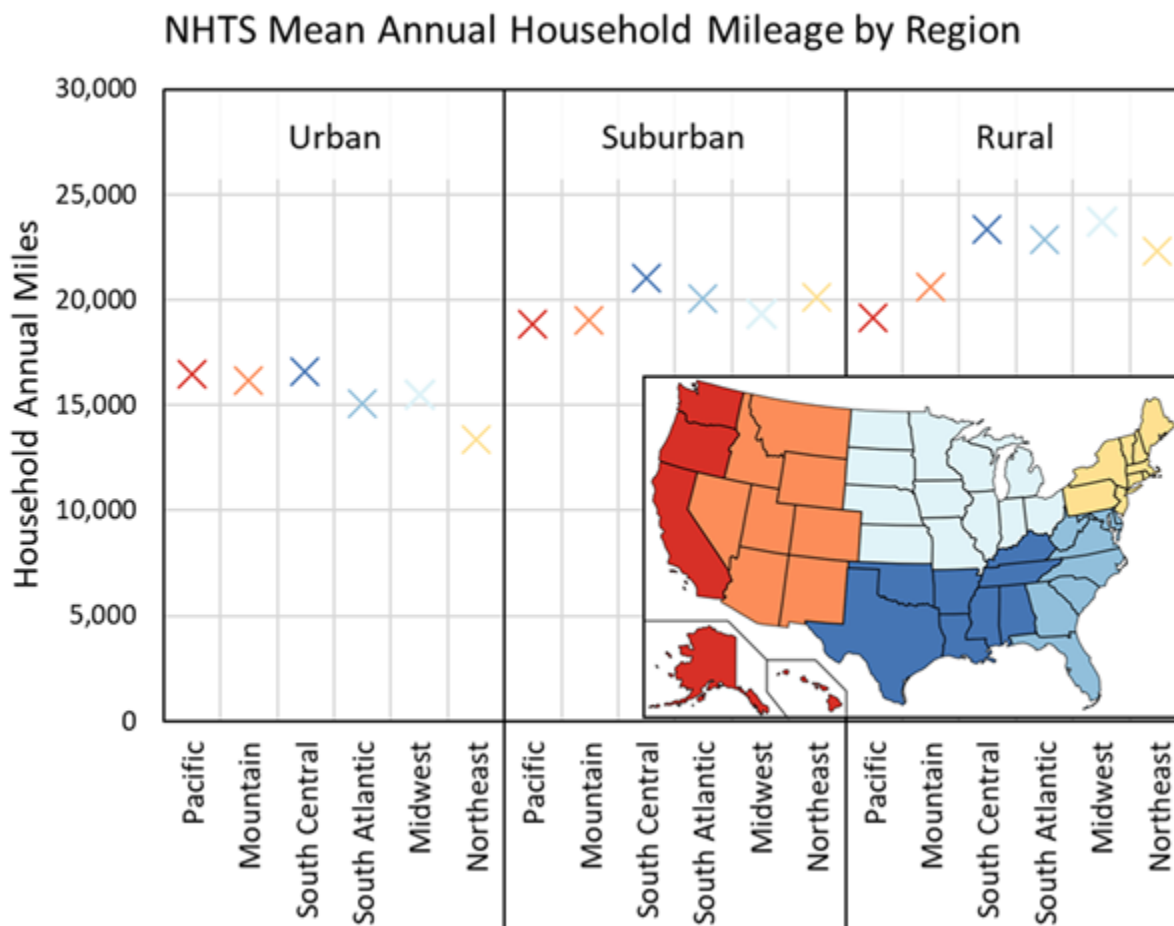 NHTS Mean Annual Household Mileage by Region
Household Annual Miles
30,000
25,000
20,000
15,000
10,000
5,000
0
Urban
Suburban
Rural
Pacific
Mountain
South Central
South Atlantic
Midwest
Northeast
Pacific
Mountain
South Central
South Atlantic
Midwest
Northeast
Pacific
Mountain
South Central
South Atlantic
Midwest
Northeast